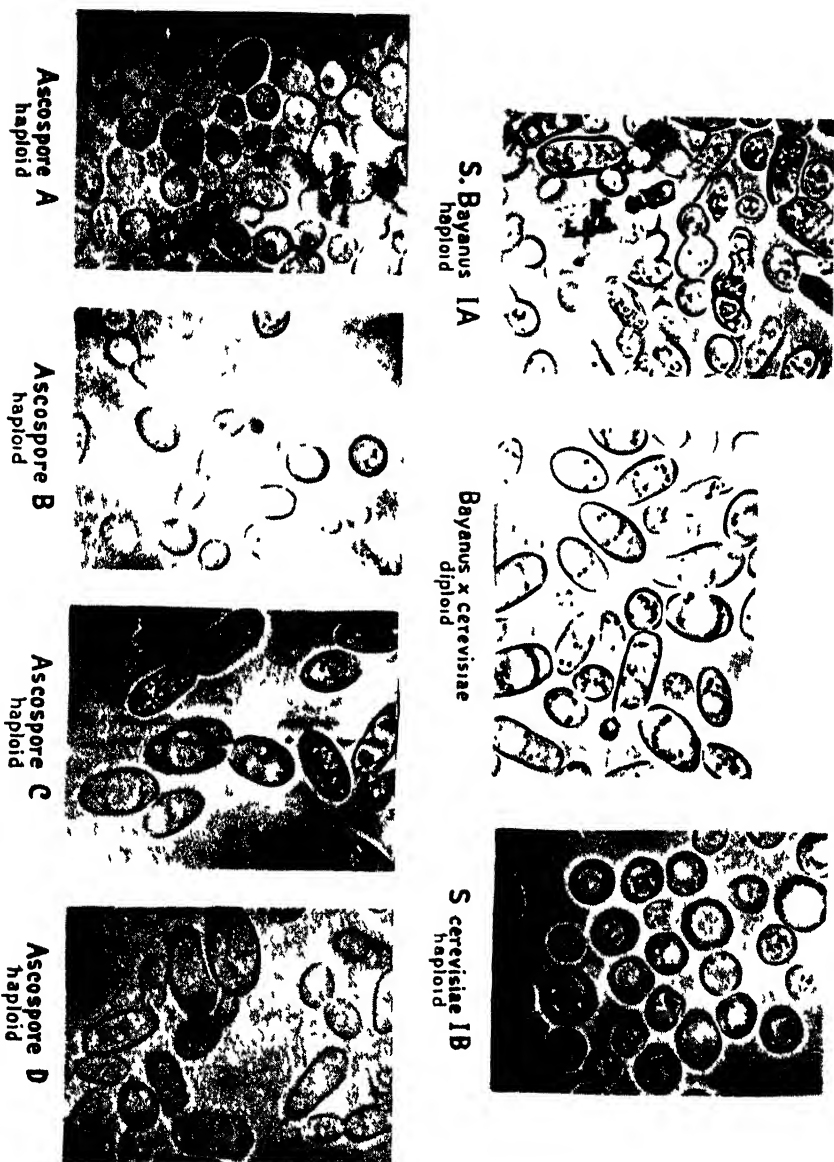 S. Bayanus IA
haploid
Bayanus x cerevisiae
diploid
S cerevisiae IB
haploid
Ascospore A
haploid
Ascospore B
haploid
Ascospore C
haploid
Ascospore D
haploid